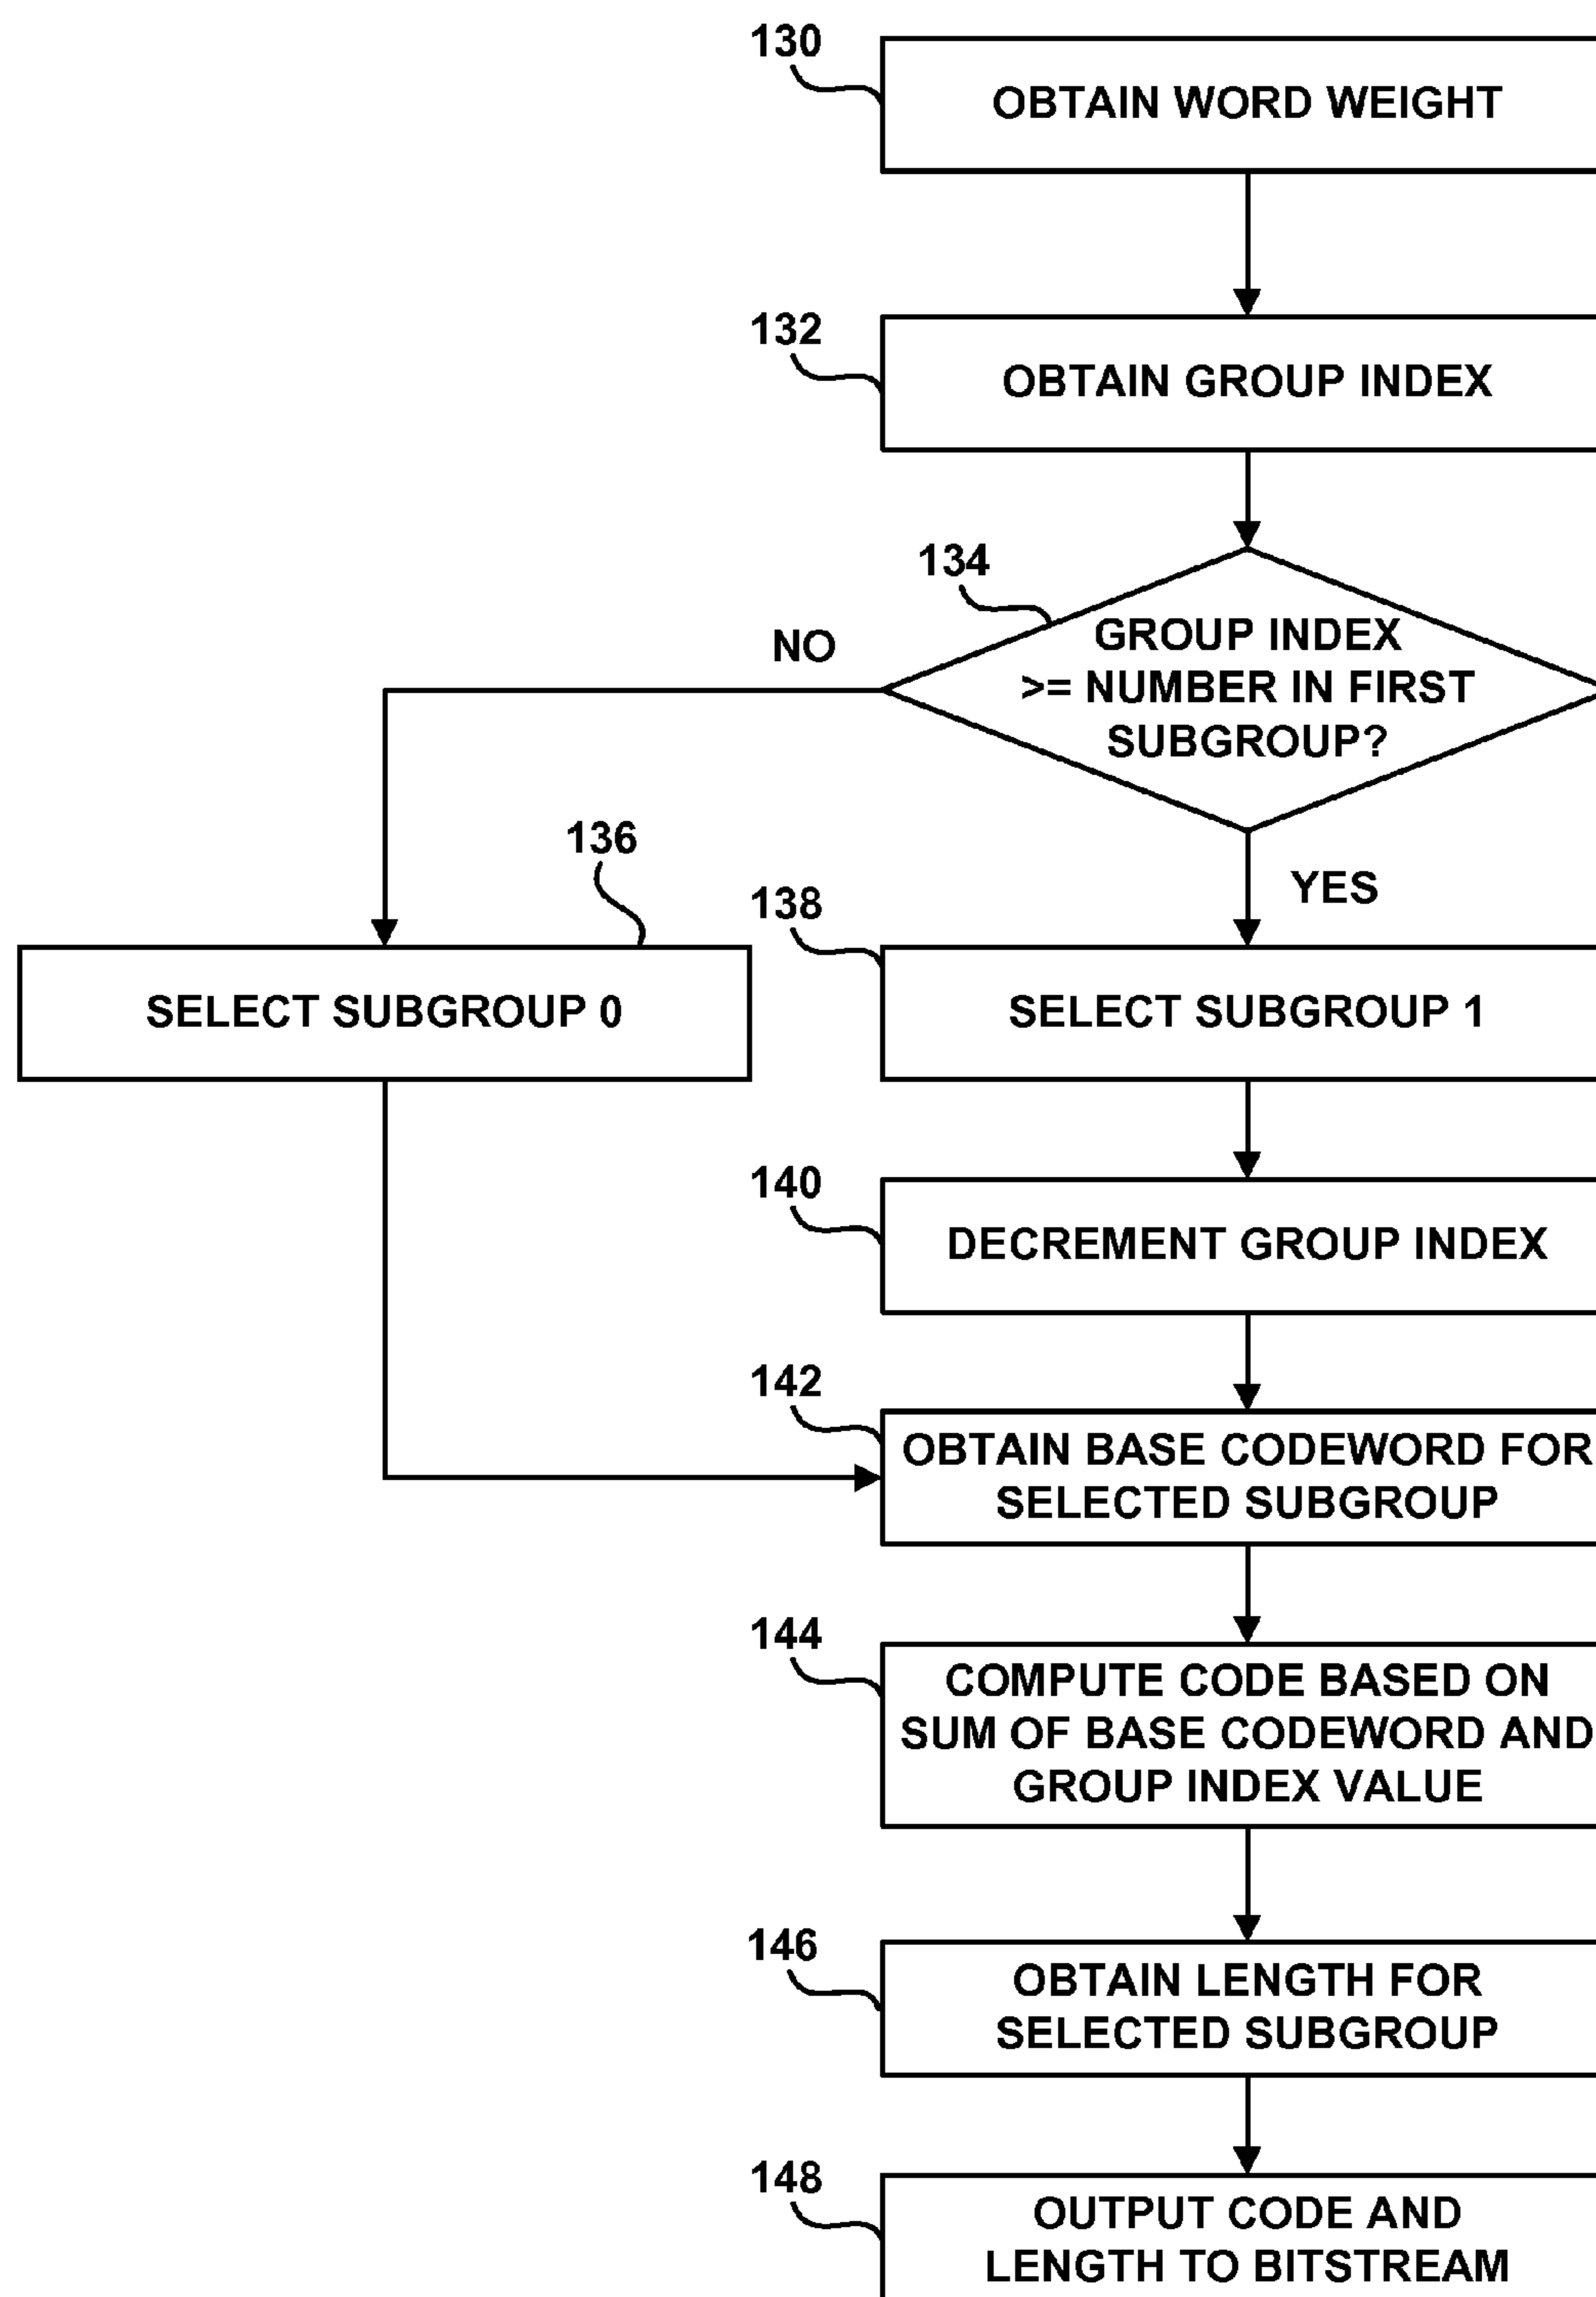 130
OBTAIN WORD WEIGHT
132
OBTAIN GROUP INDEX
134
GROUP INDEX
>= NUMBER IN FIRST
SUBGROUP?
NO
YES
136
SELECT SUBGROUP 0
138
SELECT SUBGROUP 1
140
DECREMENT GROUP INDEX
142
OBTAIN BASE CODEWORD FOR
SELECTED SUBGROUP
144
COMPUTE CODE BASED ON
SUM OF BASE CODEWORD AND
GROUP INDEX VALUE
146
OBTAIN LENGTH FOR
SELECTED SUBGROUP
148
OUTPUT CODE AND
LENGTH TO BITSTREAM